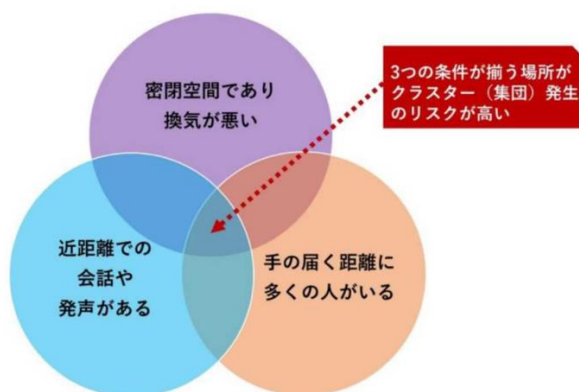 密閉空間であり
換気が悪い
3つの条件が揃う場所が
クラスター（集団）発生
のリスクが高い
近距離での
会話や
発声がある
手の届く距離に
多くの人がいる